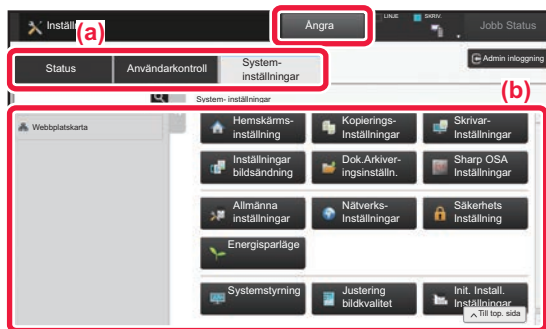 Inställ
(a)
Ångra
LINJE
SKRIV.
Jobb Status
Status
Användarkontroll
System-
inställningar
Admin inloggning
(b)
System- inställningar
Webbplatskarta
Hemskärms-
inställning
Kopierings-
Inställningar
Skrivar-
Inställningar
Inställningar
bildsändning
Dok.Arkiver-
ingsinställn.
Sharp OSA
Inställningar
Allmänna
inställningar
Nätverks-
Inställningar
Säkerhets
Inställning
Energisparläge
Systemstyrning
Justering
bildkvalitet
Init. Install.
Inställningar
Till top. sida